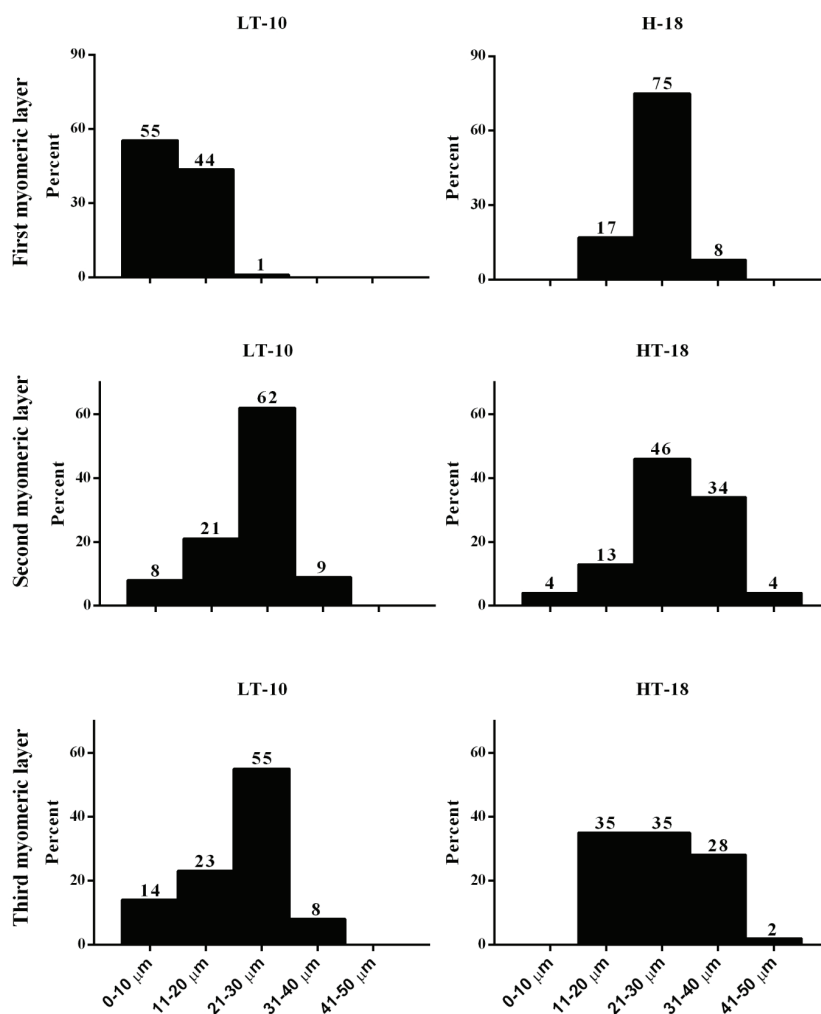 LT-10
H-18
First myomeric layer
Percent
90
60
30
0
55
44
1
Percent
90
60
30
0
17
75
8
LT-10
HT-18
Second myomeric layer
Percent
60
40
20
0
8
21
62
9
Percent
60
40
20
0
4
13
46
34
4
LT-10
HT-18
Third myomeric layer
Percent
60
40
20
0
14
23
55
8
Percent
60
40
20
0
35
35
28
2
0-10 µm
11-20 µm
21-30 µm
31-40 µm
41-50 µm
0-10 µm
11-20 µm
21-30 µm
31-40 µm
41-50 µm